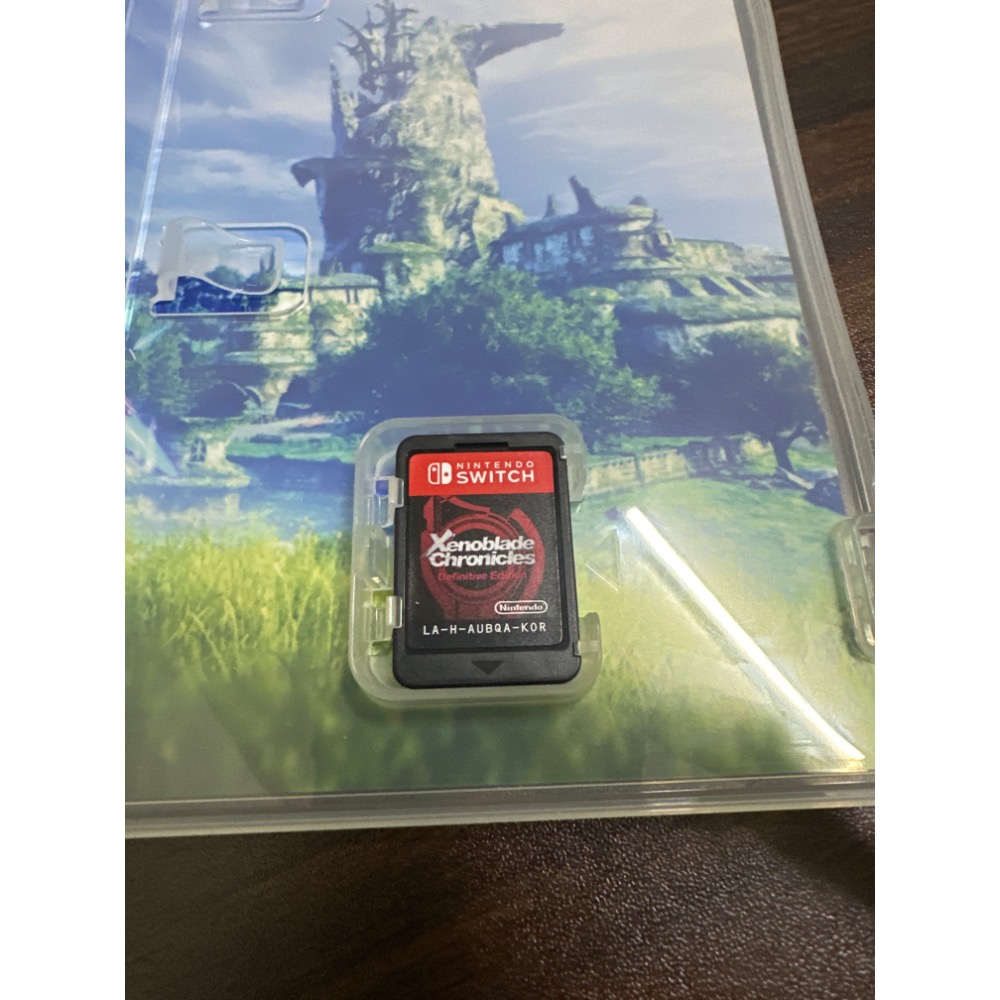 NINTENDO
SWITCH
Xenoblade
Chronicles
Definitive Edition
Nintendo
LA-H-AUBQA-KOR